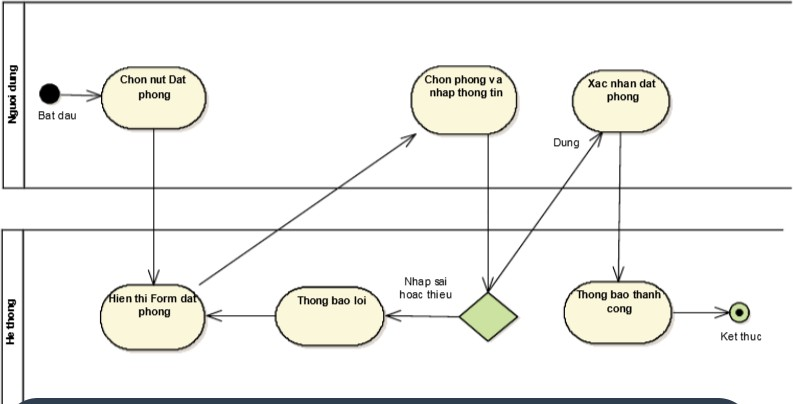 Nguoi dung
Bat dau
Chon nut Dat
phong
Chon phong va
nhap thong tin
Xac nhan dat
phong
Dung
He thong
Hien thi Form dat
phong
Thong bao loi
Nhap sai
hoac thieu
Thong bao thanh
cong
Ket thuc